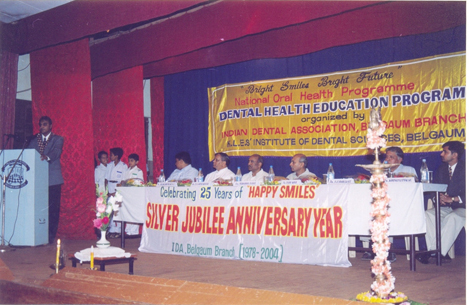 "Bright Smiles Bright Future"
National Oral Health Programme
DENTAL HEALTH EDUCATION PROGRAM
organized by
INDIAN DENTAL ASSOCIATION, BELGAUM BRANCH
K.L.E.S' INSTITUTE OF DENTAL SCIENCES, BELGAUM
Celebrating 25 Years of HAPPY SMILES
SILVER JUBILEE ANNIVERSARY YEAR
I.D.A. Belgaum Branch (1978-2004)